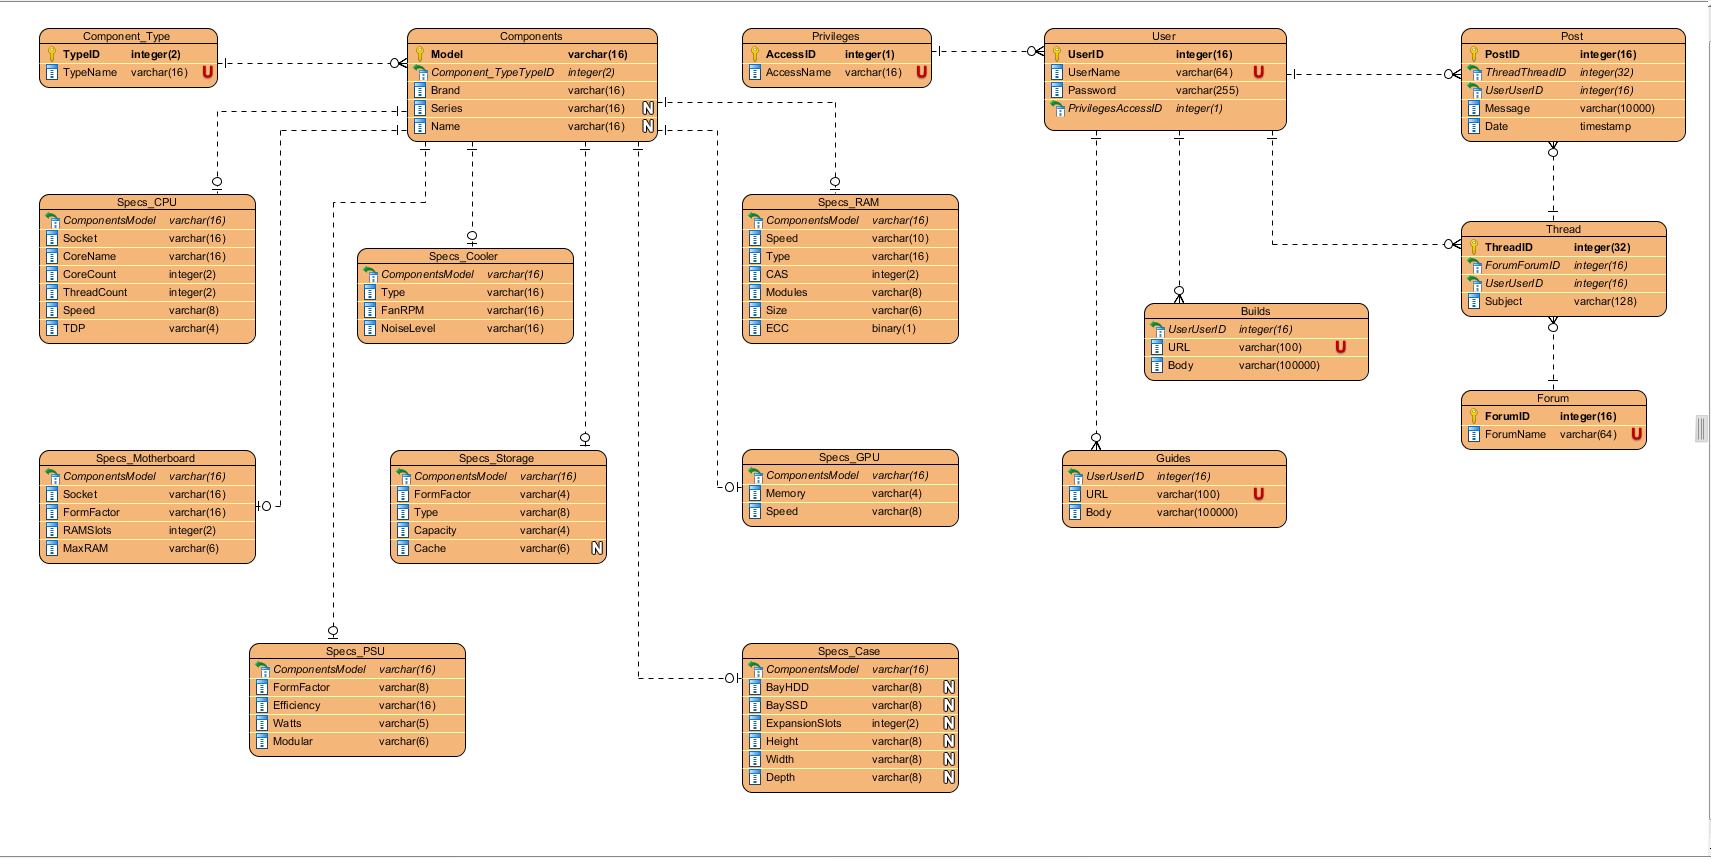 Component_Type
TypeID integer(2)
TypeName varchar(16) U
Components
Model varchar(16)
Component_TypeTypeID integer(2)
Brand varchar(16)
Series varchar(16) N
Name varchar(16) N
Privileges
AccessID integer(1)
AccessName varchar(16) U
User
UserID integer(16)
UserName varchar(64) U
Password varchar(255)
PrivilegesAccessID integer(1)
Post
PostID integer(16)
ThreadThreadID integer(32)
UserUserID integer(16)
Message varchar(10000)
Date timestamp
Specs_CPU
ComponentsModel varchar(16)
Socket varchar(16)
CoreName varchar(16)
CoreCount integer(2)
ThreadCount integer(2)
Speed varchar(8)
TDP varchar(4)
Specs_Cooler
ComponentsModel varchar(16)
Type varchar(16)
FanRPM varchar(16)
NoiseLevel varchar(16)
Specs_RAM
ComponentsModel varchar(16)
Speed varchar(10)
Type varchar(16)
CAS integer(2)
Modules varchar(8)
Size varchar(6)
ECC binary(1)
Thread
ThreadID integer(32)
ForumForumID integer(16)
UserUserID integer(16)
Subject varchar(128)
Builds
UserUserID integer(16)
URL varchar(100) U
Body varchar(100000)
Forum
ForumID integer(16)
ForumName varchar(64) U
Specs_Motherboard
ComponentsModel varchar(16)
Socket varchar(16)
FormFactor varchar(16)
RAMSlots integer(2)
MaxRAM varchar(6)
Specs_Storage
ComponentsModel varchar(16)
FormFactor varchar(4)
Type varchar(8)
Capacity varchar(4)
Cache varchar(6) N
Specs_GPU
ComponentsModel varchar(16)
Memory varchar(4)
Speed varchar(8)
Guides
UserUserID integer(16)
URL varchar(100) U
Body varchar(100000)
Specs_PSU
ComponentsModel varchar(16)
FormFactor varchar(8)
Efficiency varchar(16)
Watts varchar(5)
Modular varchar(6)
Specs_Case
ComponentsModel varchar(16)
BayHDD varchar(8) N
BaySSD varchar(8) N
ExpansionSlots integer(2) N
Height varchar(8) N
Width varchar(8) N
Depth varchar(8) N